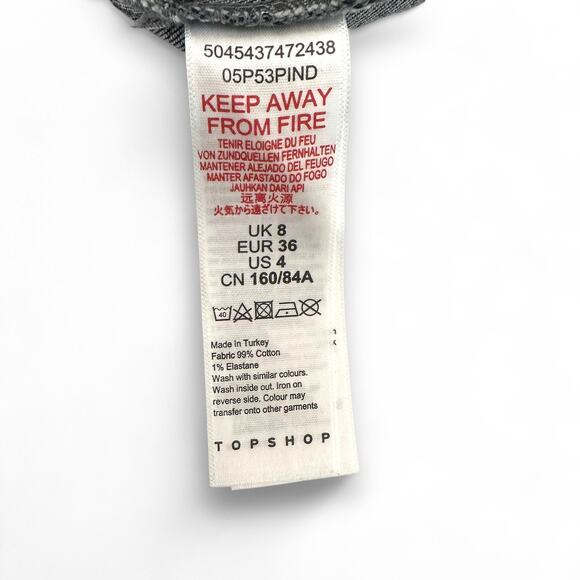 5045437472438
05P53PIND
KEEP AWAY
FROM FIRE
TENIR ELOIGNE DU FEU
VON ZUNDQUELLEN FERNHALTEN
MANTENER ALEJADO DEL FEUGO
MANTER AFASTADO DO FOGO
JAUHKAN DARI API
远离火源
火気から遠ざけて下さい。
UK 8
EUR 36
US 4
CN 160/84A
40
Made in Turkey
Fabric 99% Cotton
1% Elastane
Wash with similar colours.
Wash inside out. Iron on
reverse side. Colour may
transfer onto other garments
TOPSHOP